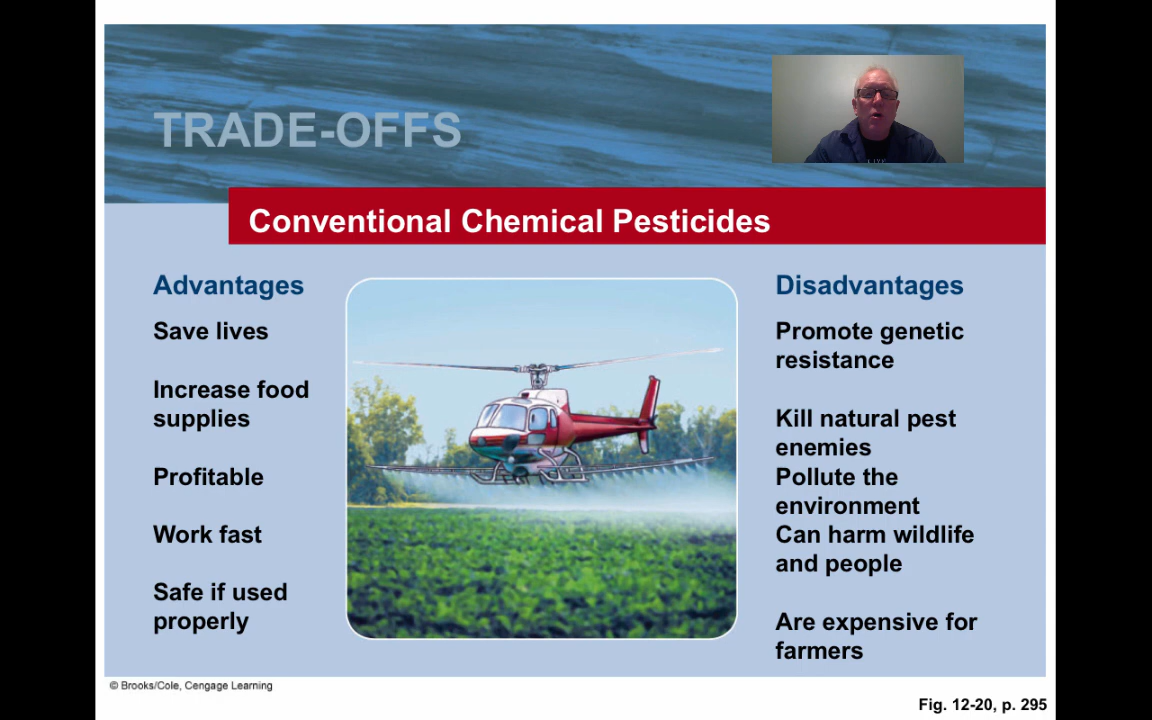 TRADE-OFFS
Conventional Chemical Pesticides
Advantages
Save lives
Increase food
supplies
Profitable
Work fast
Safe if used
properly
Disadvantages
Promote genetic
resistance
Kill natural pest
enemies
Pollute the
environment
Can harm wildlife
and people
Are expensive for
farmers
© Brooks/Cole, Cengage Learning
Fig. 12-20, p. 295